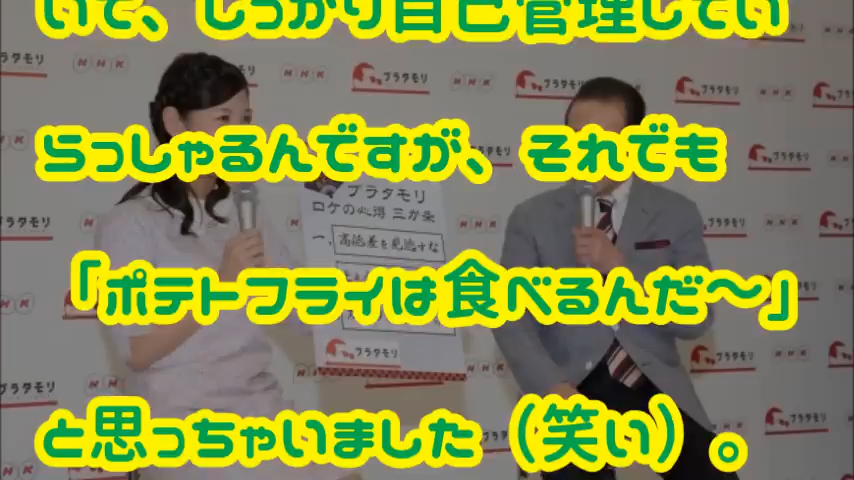 いて、しっかり自己管理してい
らっしゃるんですが、それでも
「ポテトフライは食べるんだ～」
と思っちゃいました（笑い）。
ブラタモリ
ロケの心得 三か条
一、高低差を見逃すな
ブラタモリ
NHK